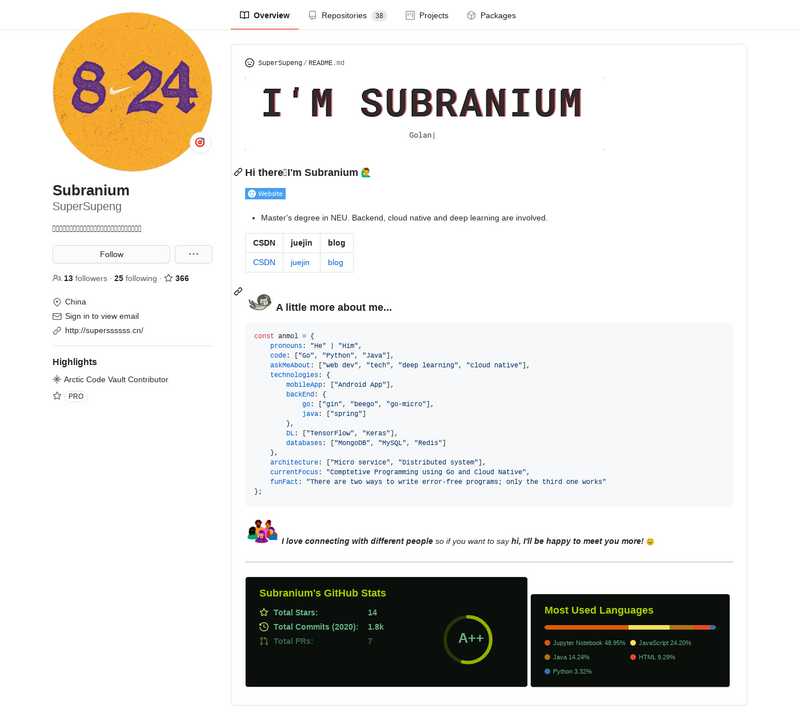 Overview
Repositories 38
Projects
Packages
8 24
Subranium
SuperSupeng
Follow
...
13 followers · 25 following · 366
China
Sign in to view email
http://superssssss.cn/
Highlights
Arctic Code Vault Contributor
PRO
SuperSupeng / README.md
I'M SUBRANIUM
Golan|
Hi there I'm Subranium
Website
Master's degree in NEU. Backend, cloud native and deep learning are involved.
CSDN juejin blog
CSDN juejin blog
A little more about me...
const anmol = {
pronouns: "He" | "Him",
code: ["Go", "Python", "Java"],
askMeAbout: ["web dev", "tech", "deep learning", "cloud native"],
technologies: {
mobileApp: ["Android App"],
backEnd: {
go: ["gin", "beego", "go-micro"],
java: ["spring"]
},
DL: ["TensorFlow", "Keras"],
databases: ["MongoDB", "MySQL", "Redis"]
},
architecture: ["Micro service", "Distributed system"],
currentFocus: "Comptetive Programming using Go and Cloud Native",
funFact: "There are two ways to write error-free programs; only the third one works"
};
I love connecting with different people so if you want to say hi, I'll be happy to meet you more!
Subranium's GitHub Stats
Total Stars: 14
Total Commits (2020): 1.8k
Total PRs: 7
A++
Most Used Languages
Jupyter Notebook 48.95% JavaScript 24.20%
Java 14.24% HTML 9.29%
Python 3.32%